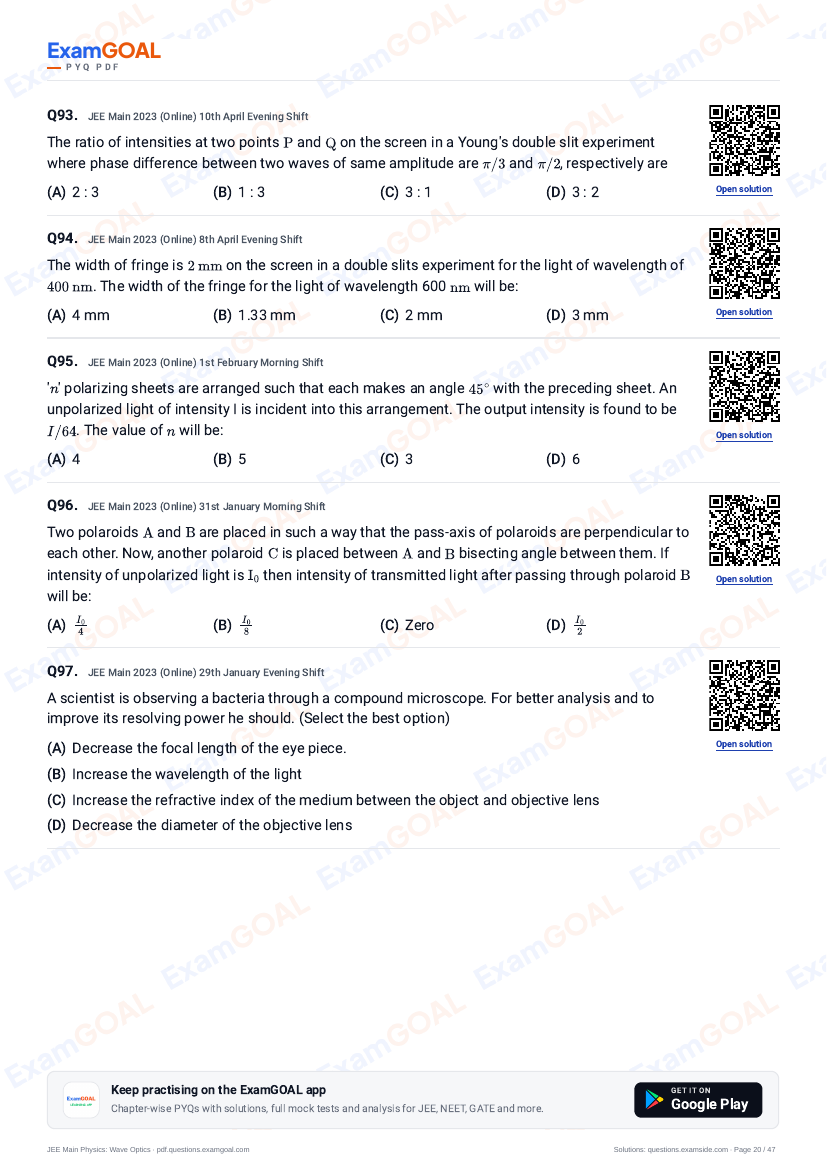 ExamGOAL
PYQ PDF
Q93. JEE Main 2023 (Online) 10th April Evening Shift
The ratio of intensities at two points P and Q on the screen in a Young's double slit experiment
where phase difference between two waves of same amplitude are π/3 and π/2, respectively are
(A) 2 : 3 (B) 1 : 3 (C) 3 : 1 (D) 3 : 2
Open solution
Q94. JEE Main 2023 (Online) 8th April Evening Shift
The width of fringe is 2 mm on the screen in a double slits experiment for the light of wavelength of
400 nm. The width of the fringe for the light of wavelength 600 nm will be:
(A) 4 mm (B) 1.33 mm (C) 2 mm (D) 3 mm
Open solution
Q95. JEE Main 2023 (Online) 1st February Morning Shift
'n' polarizing sheets are arranged such that each makes an angle 45° with the preceding sheet. An
unpolarized light of intensity I is incident into this arrangement. The output intensity is found to be
I/64. The value of n will be:
(A) 4 (B) 5 (C) 3 (D) 6
Open solution
Q96. JEE Main 2023 (Online) 31st January Morning Shift
Two polaroids A and B are placed in such a way that the pass-axis of polaroids are perpendicular to
each other. Now, another polaroid C is placed between A and B bisecting angle between them. If
intensity of unpolarized light is I₀ then intensity of transmitted light after passing through polaroid B
will be:
(A) I₀/4 (B) I₀/8 (C) Zero (D) I₀/2
Open solution
Q97. JEE Main 2023 (Online) 29th January Evening Shift
A scientist is observing a bacteria through a compound microscope. For better analysis and to
improve its resolving power he should. (Select the best option)
(A) Decrease the focal length of the eye piece.
(B) Increase the wavelength of the light
(C) Increase the refractive index of the medium between the object and objective lens
(D) Decrease the diameter of the objective lens
Open solution
ExamGOAL
Keep practising on the ExamGOAL app
Chapter-wise PYQs with solutions, full mock tests and analysis for JEE, NEET, GATE and more.
GET IT ON
Google Play
JEE Main Physics: Wave Optics · pdf.questions.examgoal.com
Solutions: questions.examside.com · Page 20 / 47